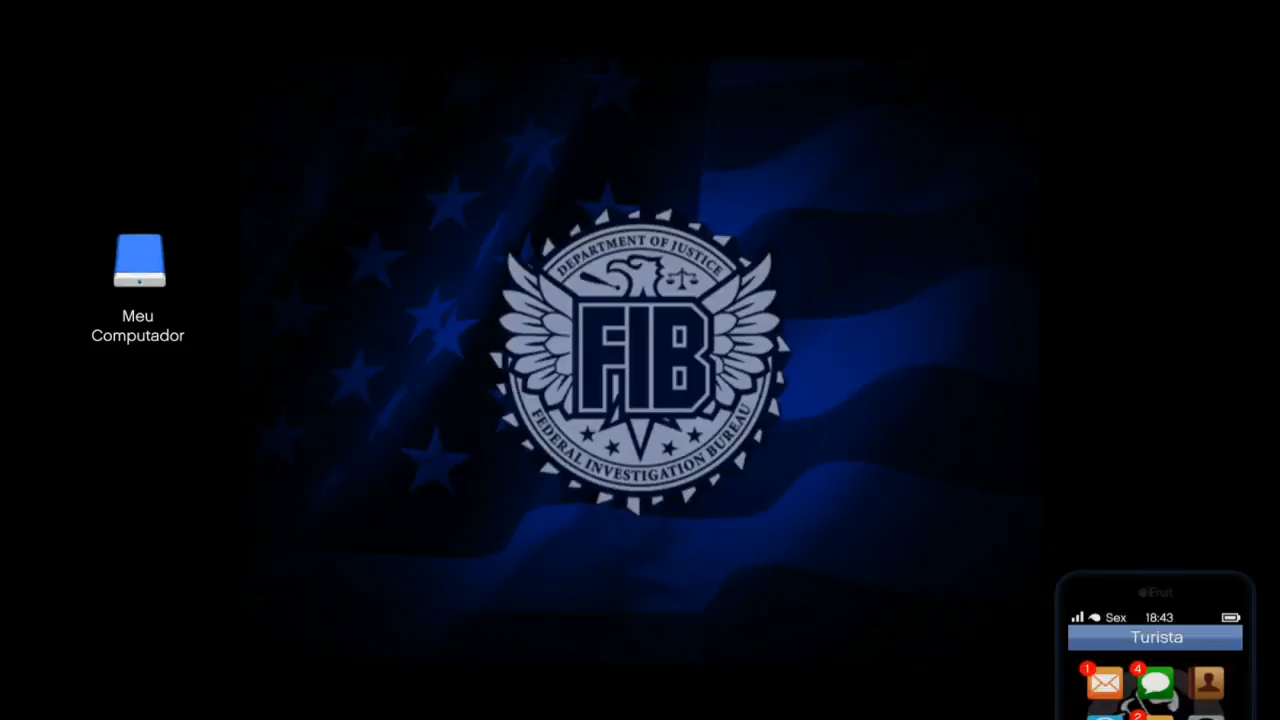 DEPARTMENT OF JUSTICE
FIB
FEDERAL INVESTIGATION BUREAU
Meu
Computador
iFruit
Sex 18:43
Turista
1
4
2